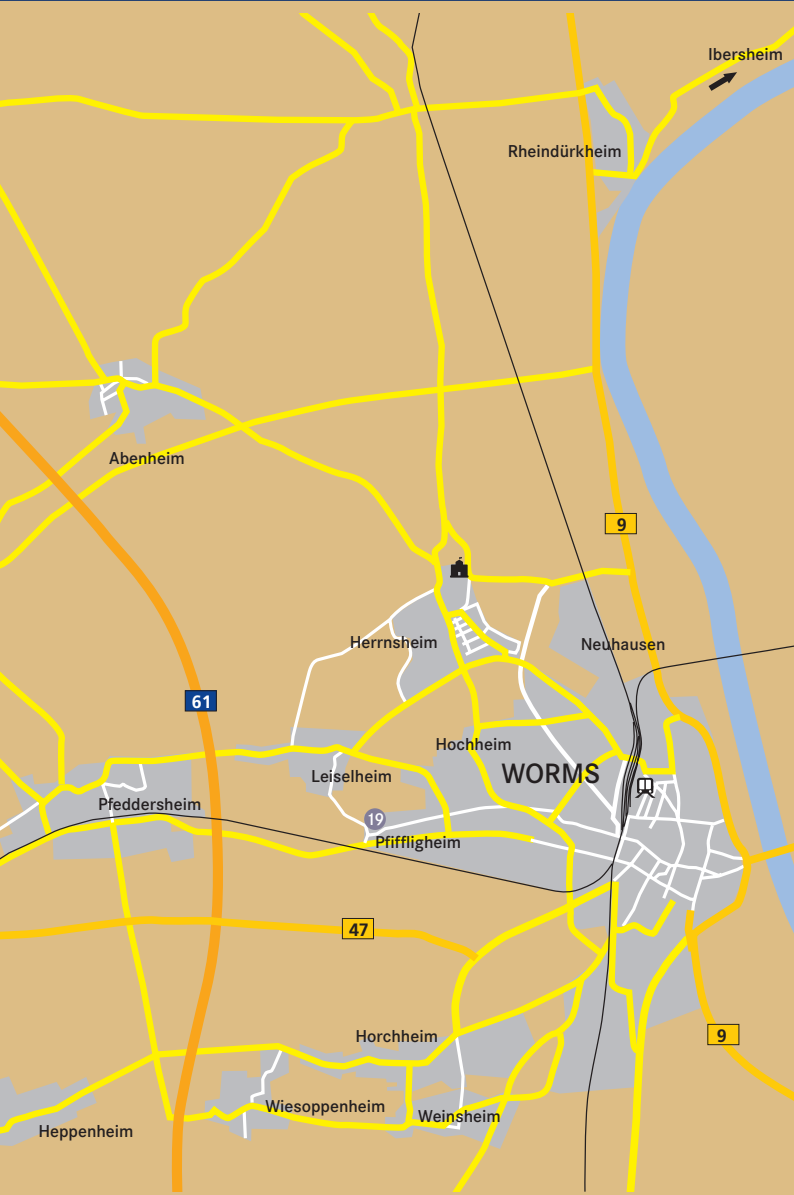 Ibersheim
Rheindürkheim
Abenheim
9
Herrnsheim
Neuhausen
61
Hochheim
WORMS
Leiselheim
Pfeddersheim
19
Pfiffligheim
47
Horchheim
9
Wiesoppenheim
Weinsheim
Heppenheim